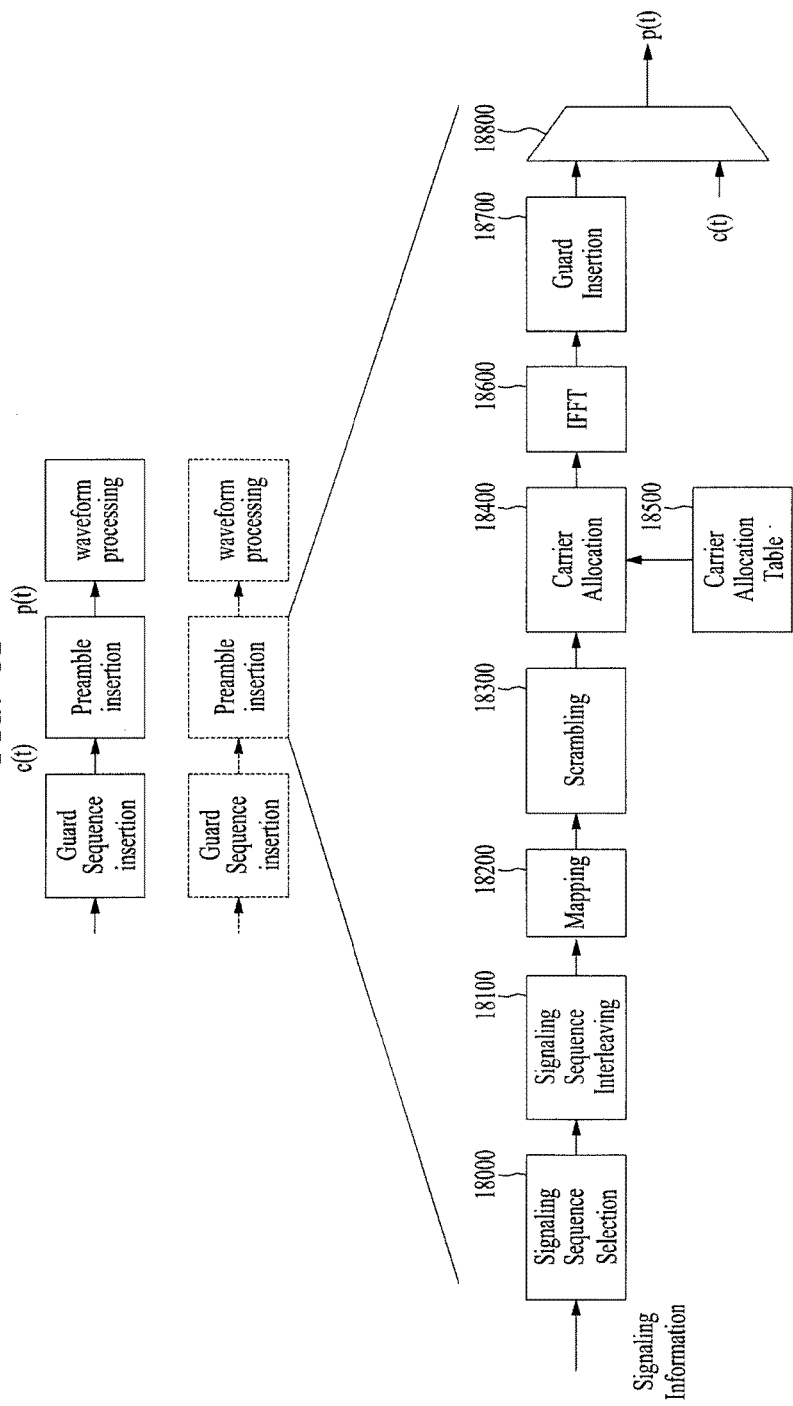 c(t)
p(t)
Guard
Sequence
insertion
Preamble
insertion
waveform
processing
Guard
Sequence
insertion
Preamble
insertion
waveform
processing
Signaling
Information
18000
Signaling
Sequence
Selection
18100
Signaling
Sequence
Interleaving
18200
Mapping
18300
Scrambling
18400
Carrier
Allocation
18500
Carrier
Allocation
Table
18600
IFFT
18700
Guard
Insertion
18800
c(t)
p(t)